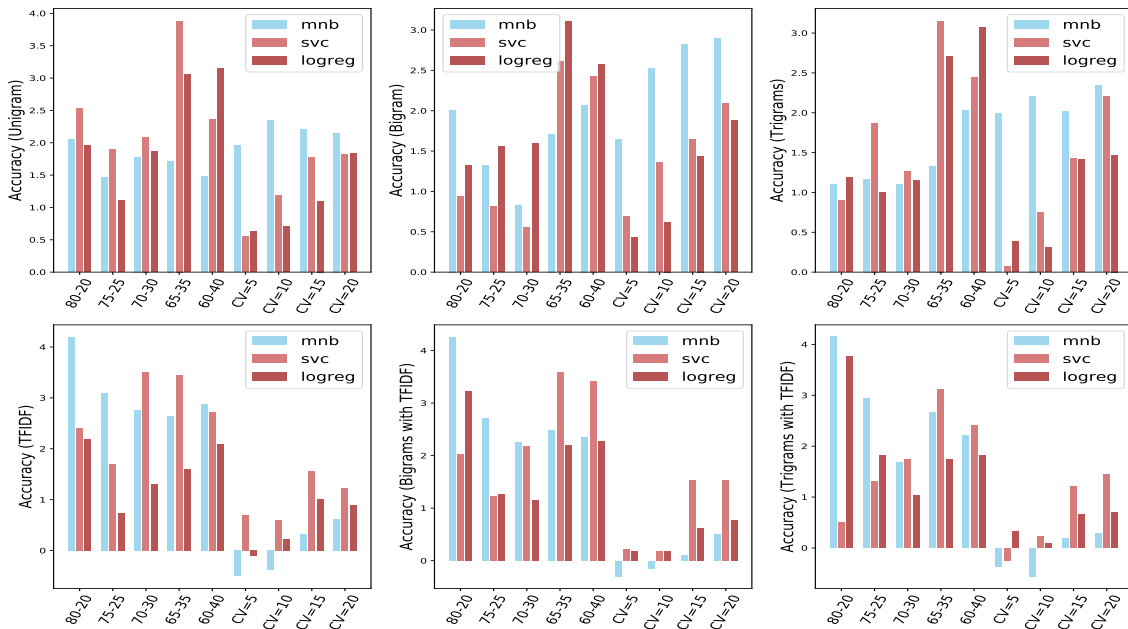 Accuracy (Unigram)
4.0
3.5
3.0
2.5
2.0
1.5
1.0
0.5
0.0
mnb
svc
logreg
80-20
75-25
70-30
65-35
60-40
CV=5
CV=10
CV=15
CV=20
Accuracy (Bigram)
3.0
2.5
2.0
1.5
1.0
0.5
0.0
mnb
svc
logreg
80-20
75-25
70-30
65-35
60-40
CV=5
CV=10
CV=15
CV=20
Accuracy (Trigrams)
3.0
2.5
2.0
1.5
1.0
0.5
0.0
mnb
svc
logreg
80-20
75-25
70-30
65-35
60-40
CV=5
CV=10
CV=15
CV=20
Accuracy (TFIDF)
4
3
2
1
0
mnb
svc
logreg
80-20
75-25
70-30
65-35
60-40
CV=5
CV=10
CV=15
CV=20
Accuracy (Bigrams with TFIDF)
4
3
2
1
0
mnb
svc
logreg
80-20
75-25
70-30
65-35
60-40
CV=5
CV=10
CV=15
CV=20
Accuracy (Trigrams with TFIDF)
4
3
2
1
0
mnb
svc
logreg
80-20
75-25
70-30
65-35
60-40
CV=5
CV=10
CV=15
CV=20